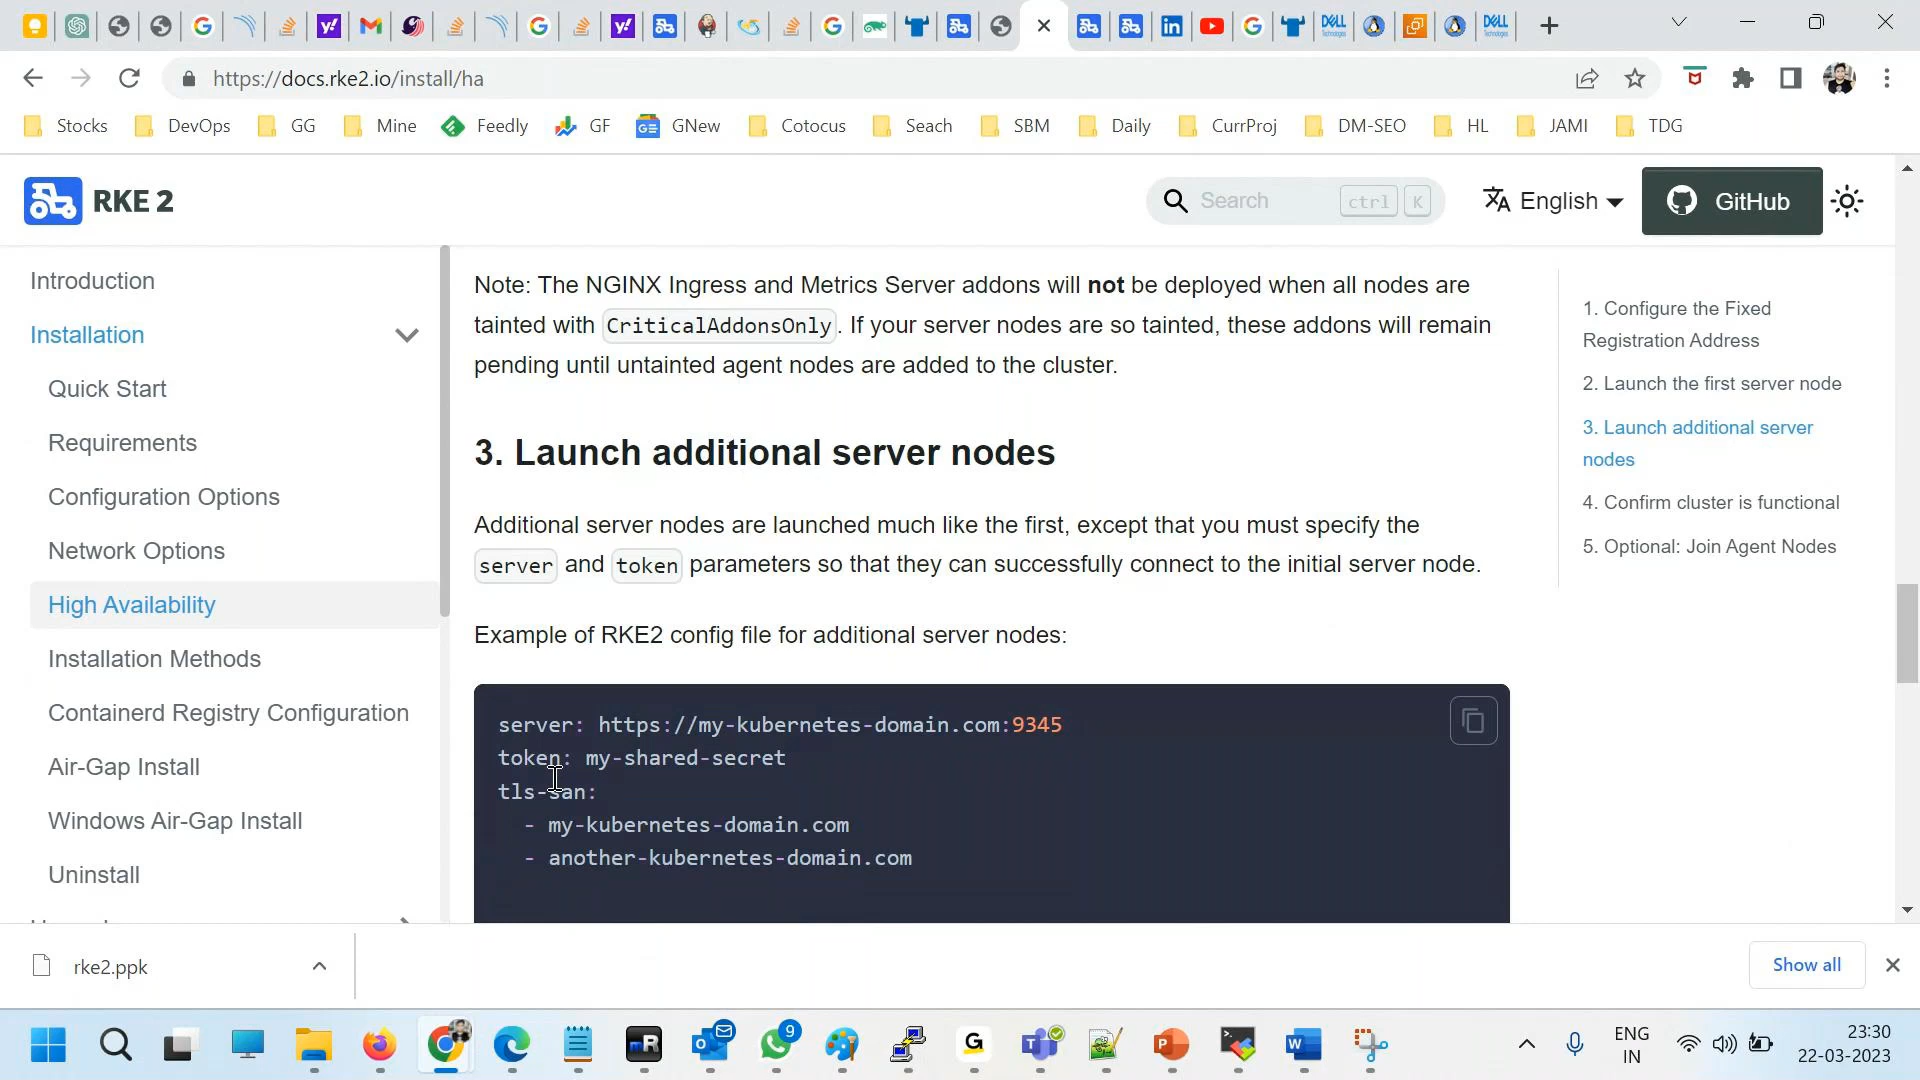 https://docs.rke2.io/install/ha
Stocks DevOps GG Mine Feedly GF GNew Cotocus Seach SBM Daily CurrProj DM-SEO HL JAMI TDG
RKE 2
Search ctrl K
English
GitHub
Introduction
Installation
Quick Start
Requirements
Configuration Options
Network Options
High Availability
Installation Methods
Containerd Registry Configuration
Air-Gap Install
Windows Air-Gap Install
Uninstall
Note: The NGINX Ingress and Metrics Server addons will not be deployed when all nodes are
tainted with CriticalAddonsOnly. If your server nodes are so tainted, these addons will remain
pending until untainted agent nodes are added to the cluster.
3. Launch additional server nodes
Additional server nodes are launched much like the first, except that you must specify the
server and token parameters so that they can successfully connect to the initial server node.
Example of RKE2 config file for additional server nodes:
server: https://my-kubernetes-domain.com:9345
token: my-shared-secret
tls-san:
- my-kubernetes-domain.com
- another-kubernetes-domain.com
1. Configure the Fixed
Registration Address
2. Launch the first server node
3. Launch additional server
nodes
4. Confirm cluster is functional
5. Optional: Join Agent Nodes
rke2.ppk
Show all
9
ENG
IN
23:30
22-03-2023